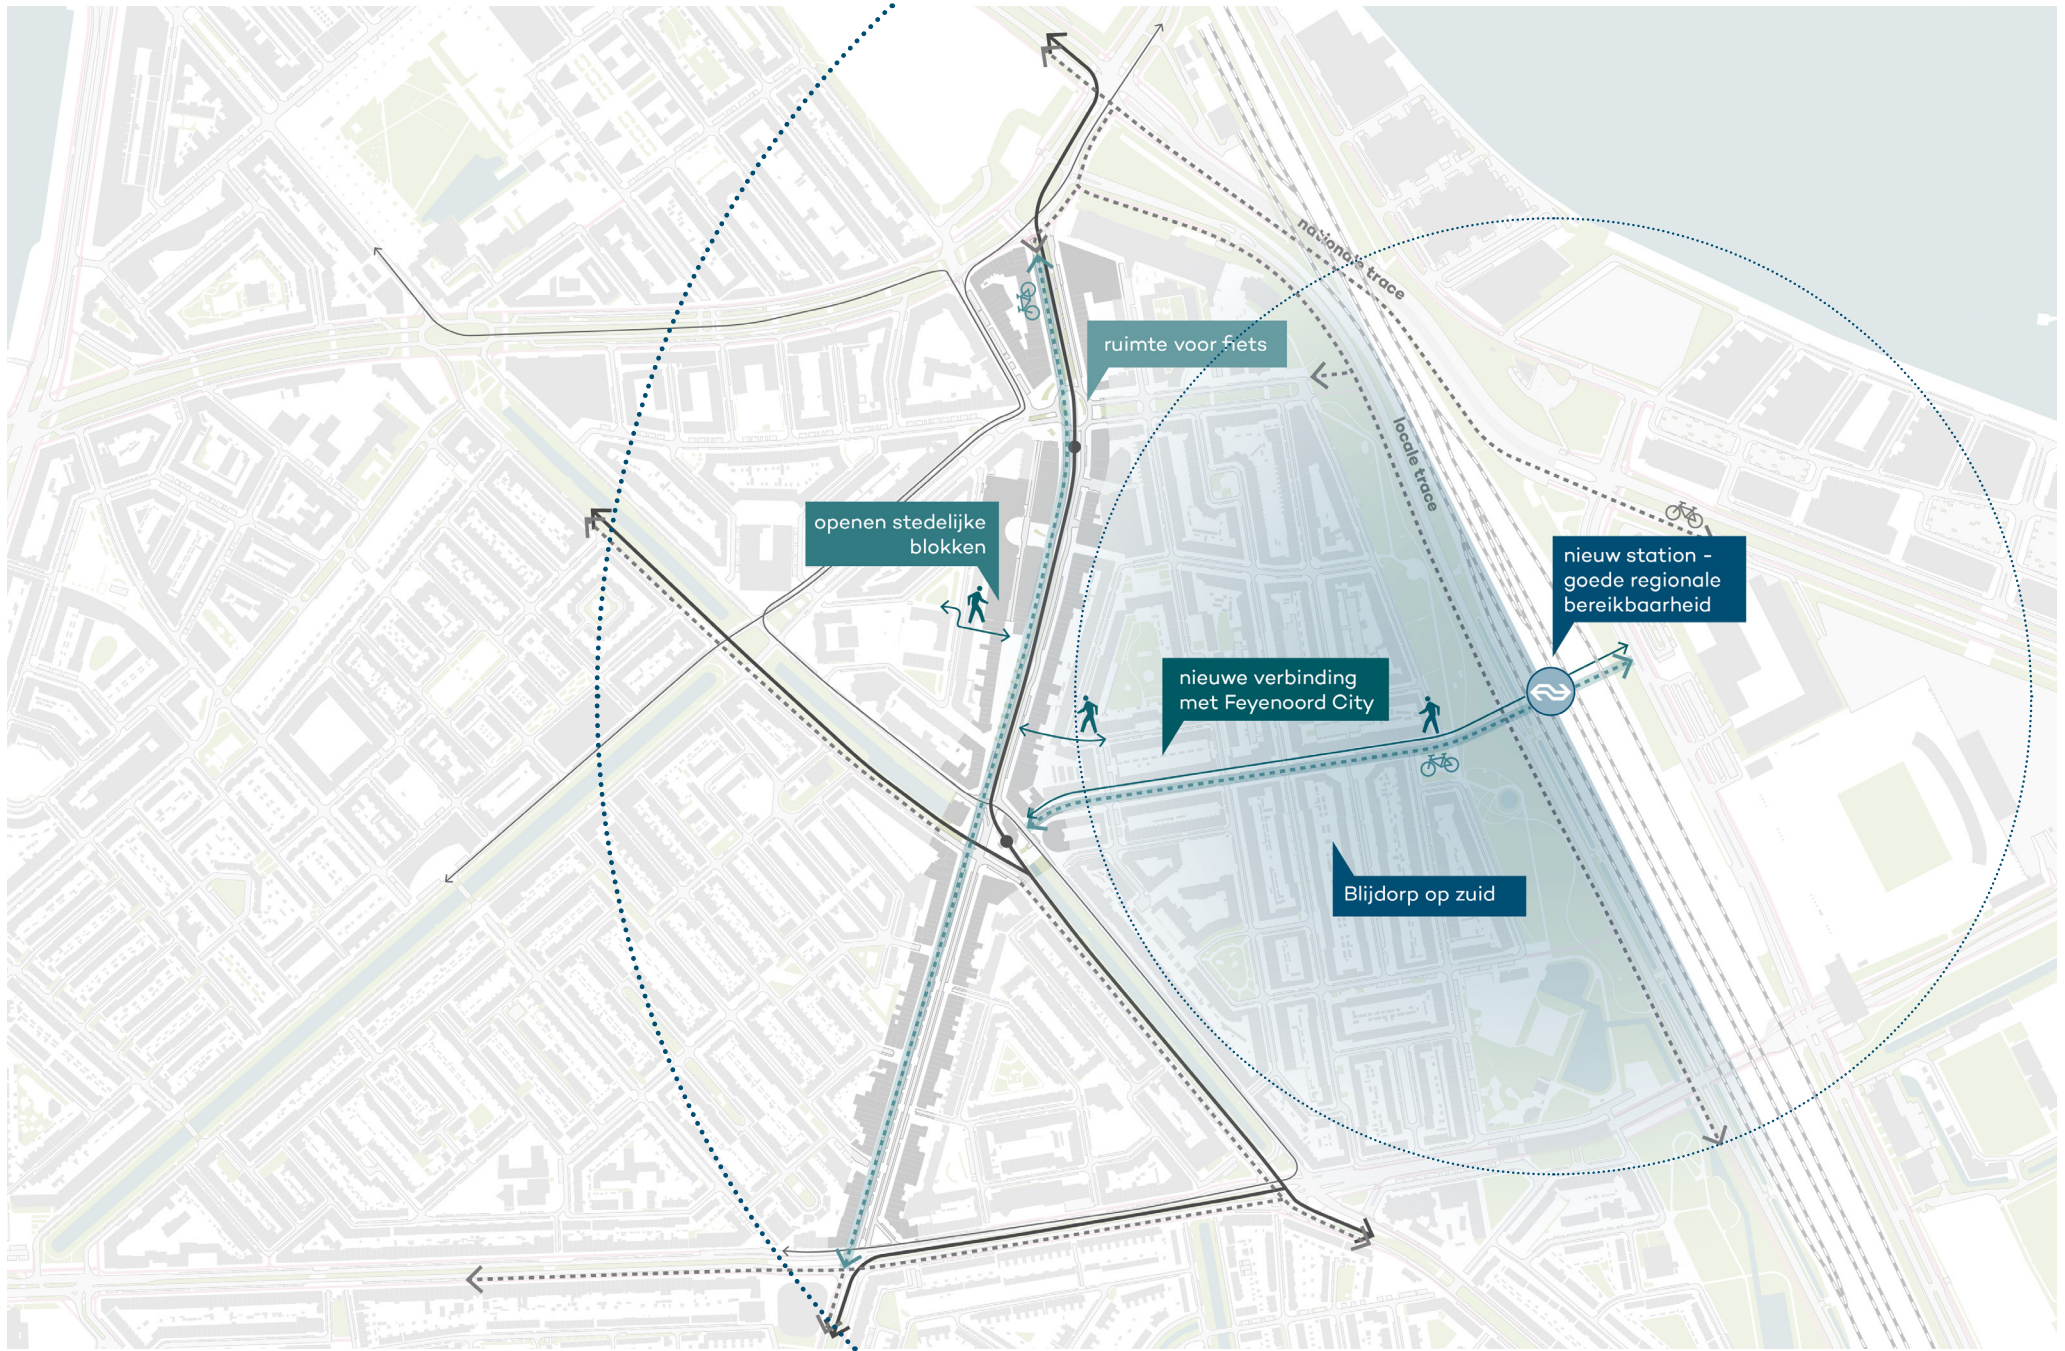 nationale trace
ruimte voor fiets
locale trace
openen stedelijke
blokken
nieuw station -
goede regionale
bereikbaarheid
nieuwe verbinding
met Feyenoord City
Blijdorp op zuid